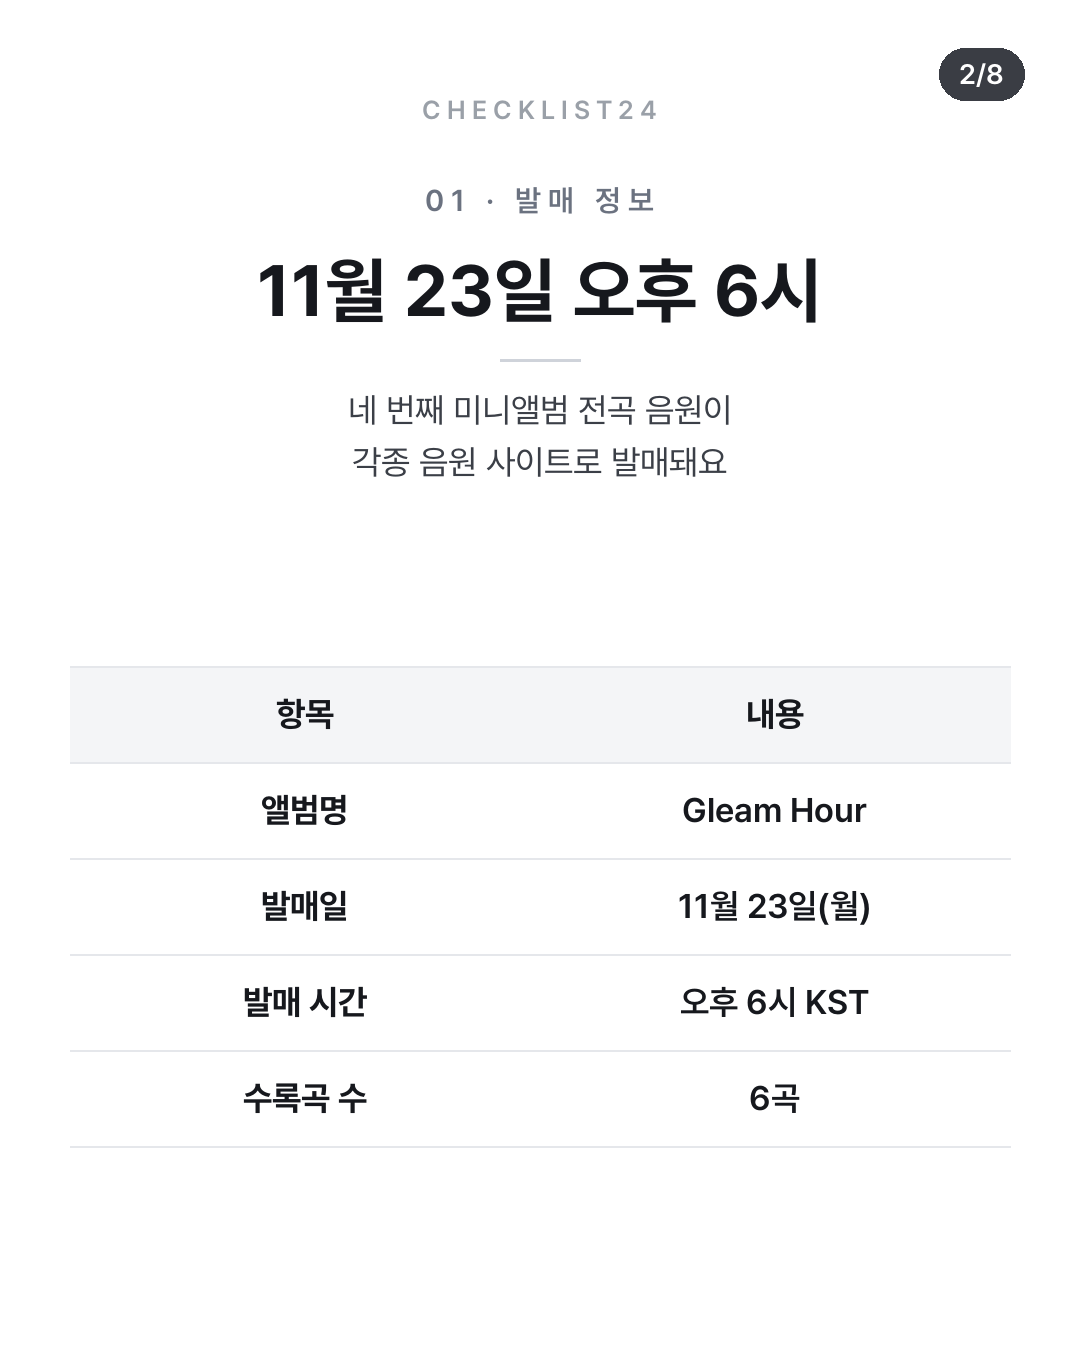 2/8
CHECKLIST24
01 · 발매 정보
11월 23일 오후 6시
네 번째 미니앨범 전곡 음원이
각종 음원 사이트로 발매돼요
항목 내용
앨범명 Gleam Hour
발매일 11월 23일(월)
발매 시간 오후 6시 KST
수록곡 수 6곡